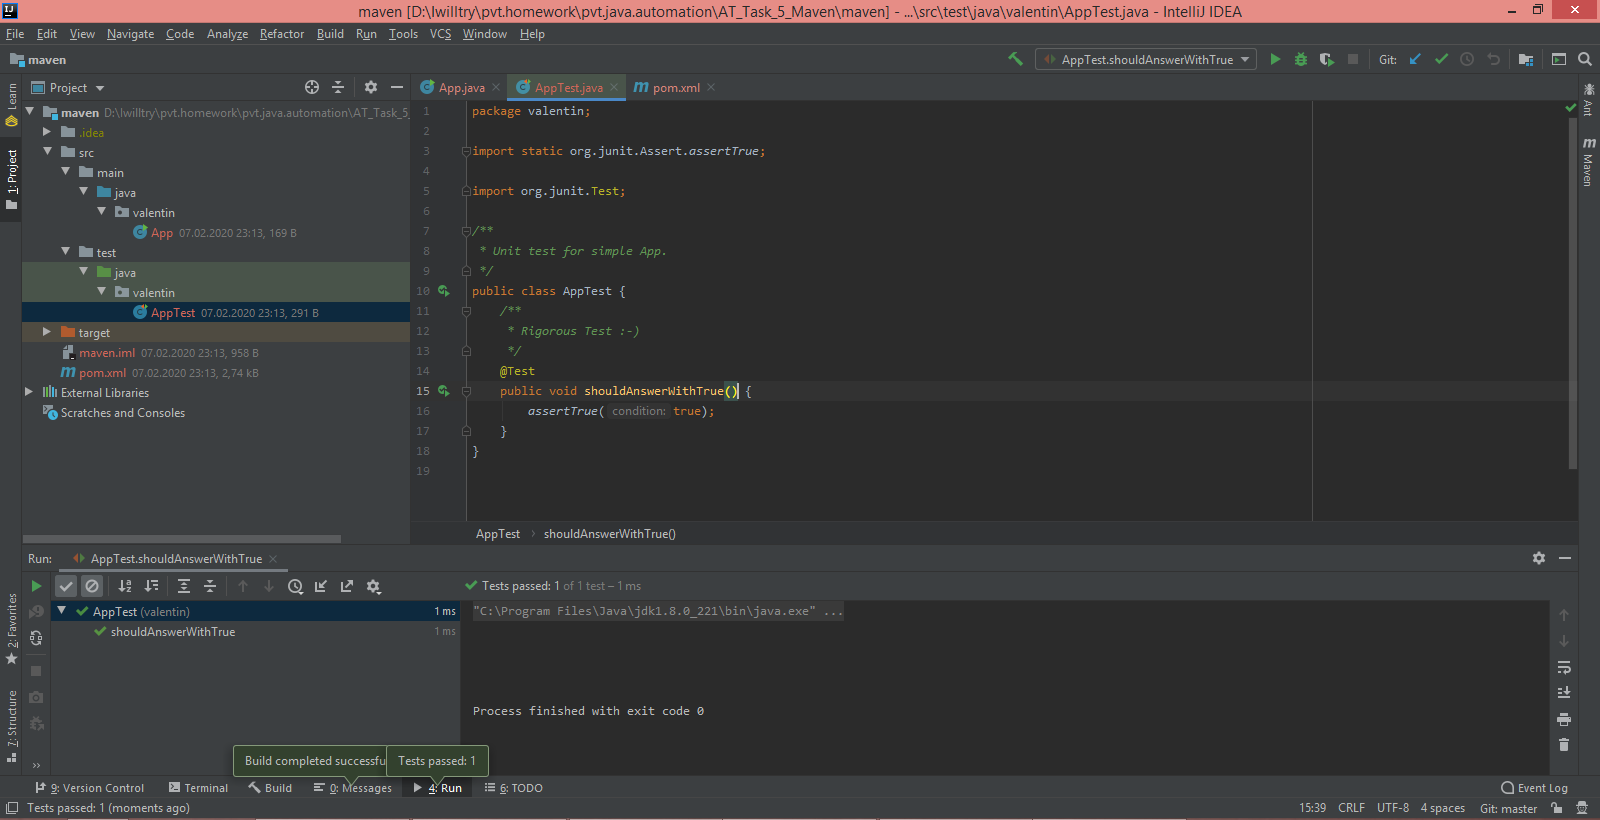 maven [D:\Iwilltry\pvt.homework\pvt.java.automation\AT_Task_5_Maven\maven] - ...\src\test\java\valentin\AppTest.java - IntelliJ IDEA
File Edit View Navigate Code Analyze Refactor Build Run Tools VCS Window Help
maven
AppTest.shouldAnswerWithTrue
Git:
Learn
1: Project
2: Favorites
7: Structure
Project
maven D:\Iwilltry\pvt.homework\pvt.java.automation\AT_Task_5_
.idea
src
main
java
valentin
App 07.02.2020 23:13, 169 B
test
java
valentin
AppTest 07.02.2020 23:13, 291 B
target
maven.iml 07.02.2020 23:13, 958 B
pom.xml 07.02.2020 23:13, 2,74 kB
External Libraries
Scratches and Consoles
App.java AppTest.java pom.xml
1 package valentin;
2
3 import static org.junit.Assert.assertTrue;
4
5 import org.junit.Test;
6
7 /**
8 * Unit test for simple App.
9 */
10 public class AppTest {
11 /**
12 * Rigorous Test :-)
13 */
14 @Test
15 public void shouldAnswerWithTrue() {
16 assertTrue( condition: true);
17 }
18 }
19
AppTest › shouldAnswerWithTrue()
Ant
Maven
Run: AppTest.shouldAnswerWithTrue
Tests passed: 1 of 1 test – 1 ms
AppTest (valentin) 1 ms
shouldAnswerWithTrue 1 ms
"C:\Program Files\Java\jdk1.8.0_221\bin\java.exe" ...
Process finished with exit code 0
Build completed successfu
Tests passed: 1
9: Version Control Terminal Build 0: Messages 4: Run 6: TODO Event Log
Tests passed: 1 (moments ago) 15:39 CRLF UTF-8 4 spaces Git: master